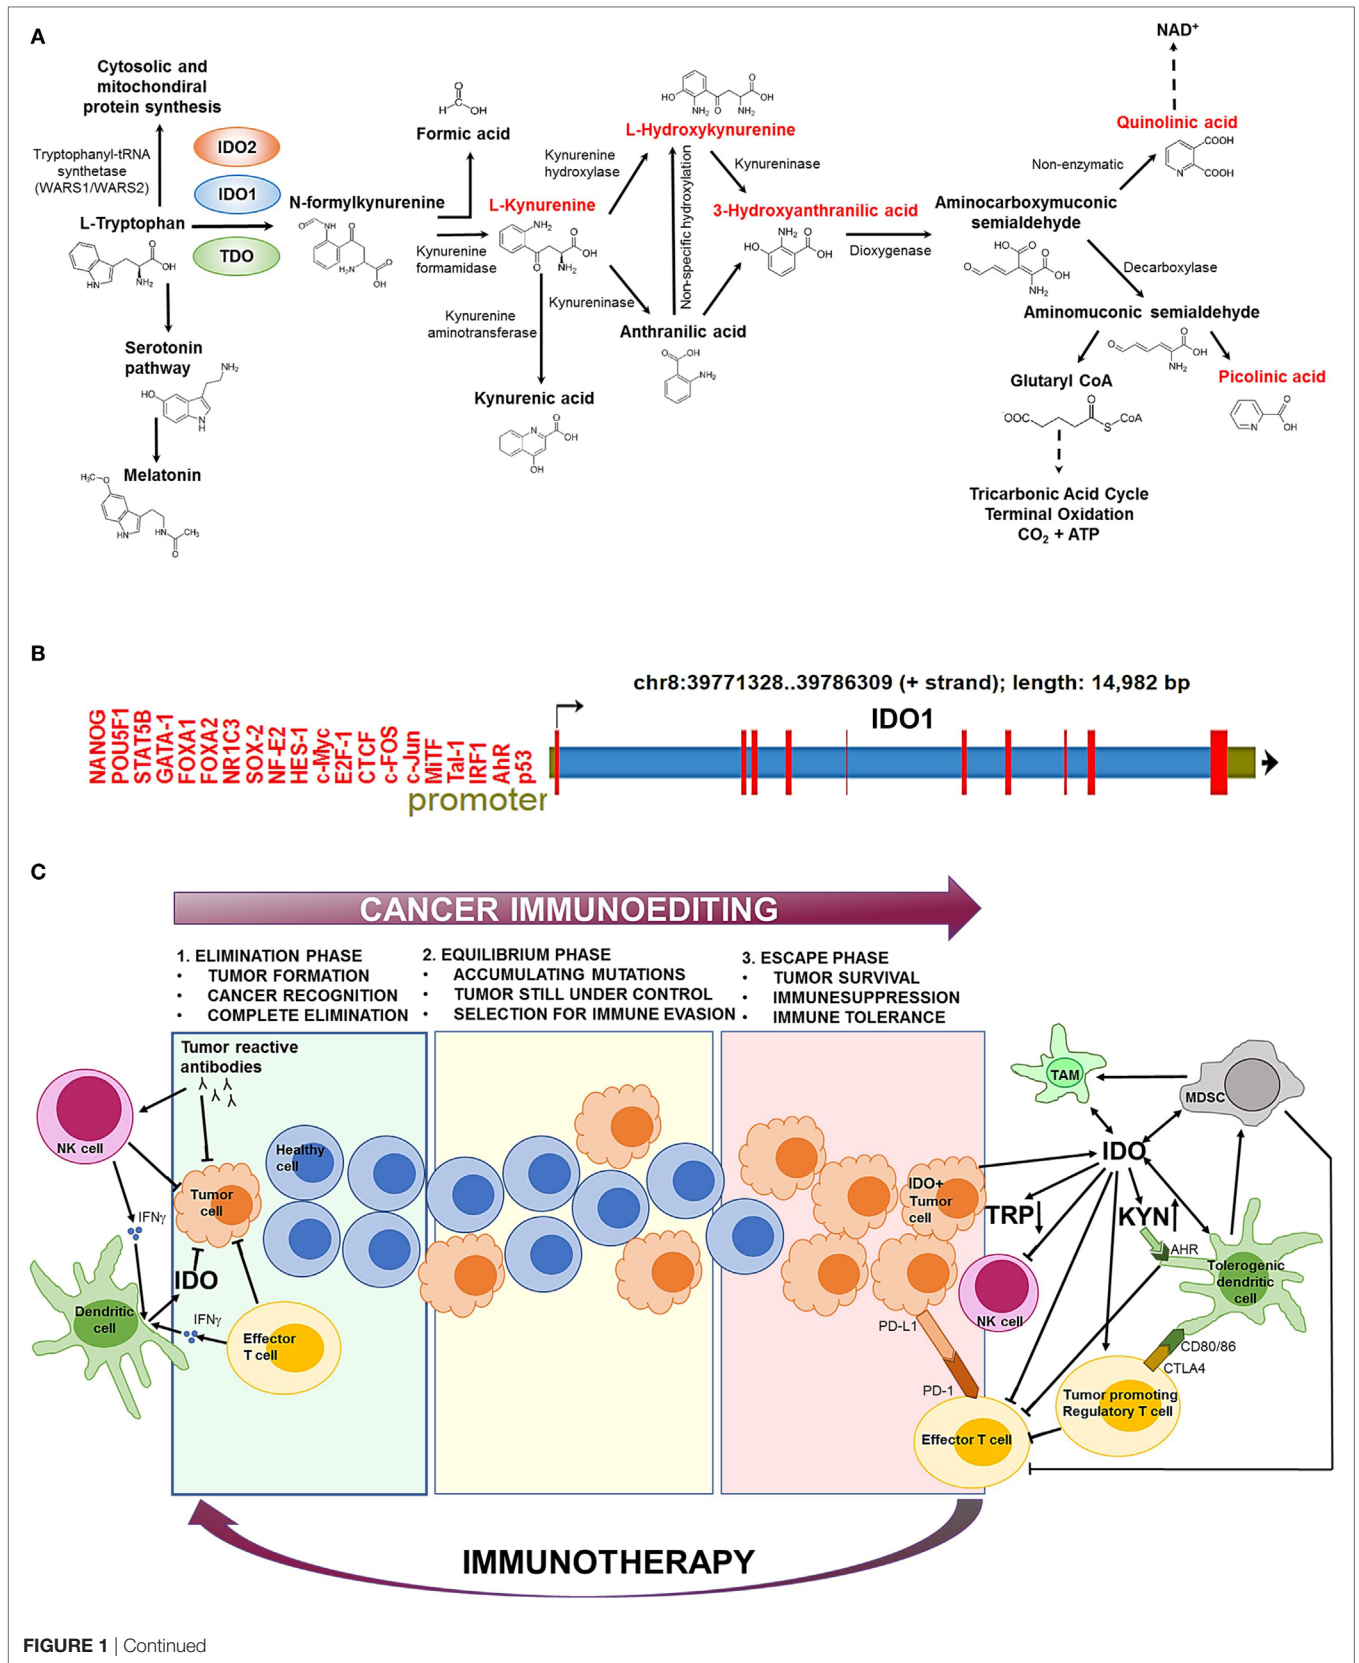 A
Cytosolic and
mitochondiral
protein synthesis
Tryptophanyl-tRNA
synthetase
(WARS1/WARS2)
IDO2
IDO1
TDO
L-Tryptophan
Serotonin
pathway
Melatonin
N-formylkynurenine
Formic acid
Kynurenine
formamidase
L-Kynurenine
Kynurenine
hydroxylase
Kynureninase
Kynurenine
aminotransferase
Kynurenic acid
L-Hydroxykynurenine
Non-specific hydroxylation
Kynureninase
Anthranilic acid
3-Hydroxyanthranilic acid
Dioxygenase
Aminocarboxymuconic
semialdehyde
Non-enzymatic
Quinolinic acid
NAD+
Decarboxylase
Aminomuconic semialdehyde
Glutaryl CoA
Picolinic acid
Tricarbonic Acid Cycle
Terminal Oxidation
CO₂ + ATP
B
chr8:39771328..39786309 (+ strand); length: 14,982 bp
IDO1
NANOG
POU5F1
STAT5B
GATA-1
FOXA1
FOXA2
NR1C3
SOX-2
NF-E2
HES-1
c-Myc
E2F-1
CTCF
c-FOS
c-Jun
MiTF
Tal-1
IRF1
AhR
p53
promoter
C
CANCER IMMUNOEDITING
1. ELIMINATION PHASE
• TUMOR FORMATION
• CANCER RECOGNITION
• COMPLETE ELIMINATION
2. EQUILIBRIUM PHASE
• ACCUMULATING MUTATIONS
• TUMOR STILL UNDER CONTROL
• SELECTION FOR IMMUNE EVASION
3. ESCAPE PHASE
• TUMOR SURVIVAL
• IMMUNESUPPRESSION
• IMMUNE TOLERANCE
Tumor reactive
antibodies
NK cell
Healthy
cell
Tumor
cell
IFNγ
IDO
Dendritic
cell
IFNγ
Effector
T cell
IDO+
Tumor
cell
PD-L1
PD-1
Effector T cell
TAM
MDSC
IDO
TRP
KYN
AHR
NK cell
Tolerogenic
dendritic
cell
CD80/86
CTLA4
Tumor promoting
Regulatory T cell
IMMUNOTHERAPY
FIGURE 1 | Continued